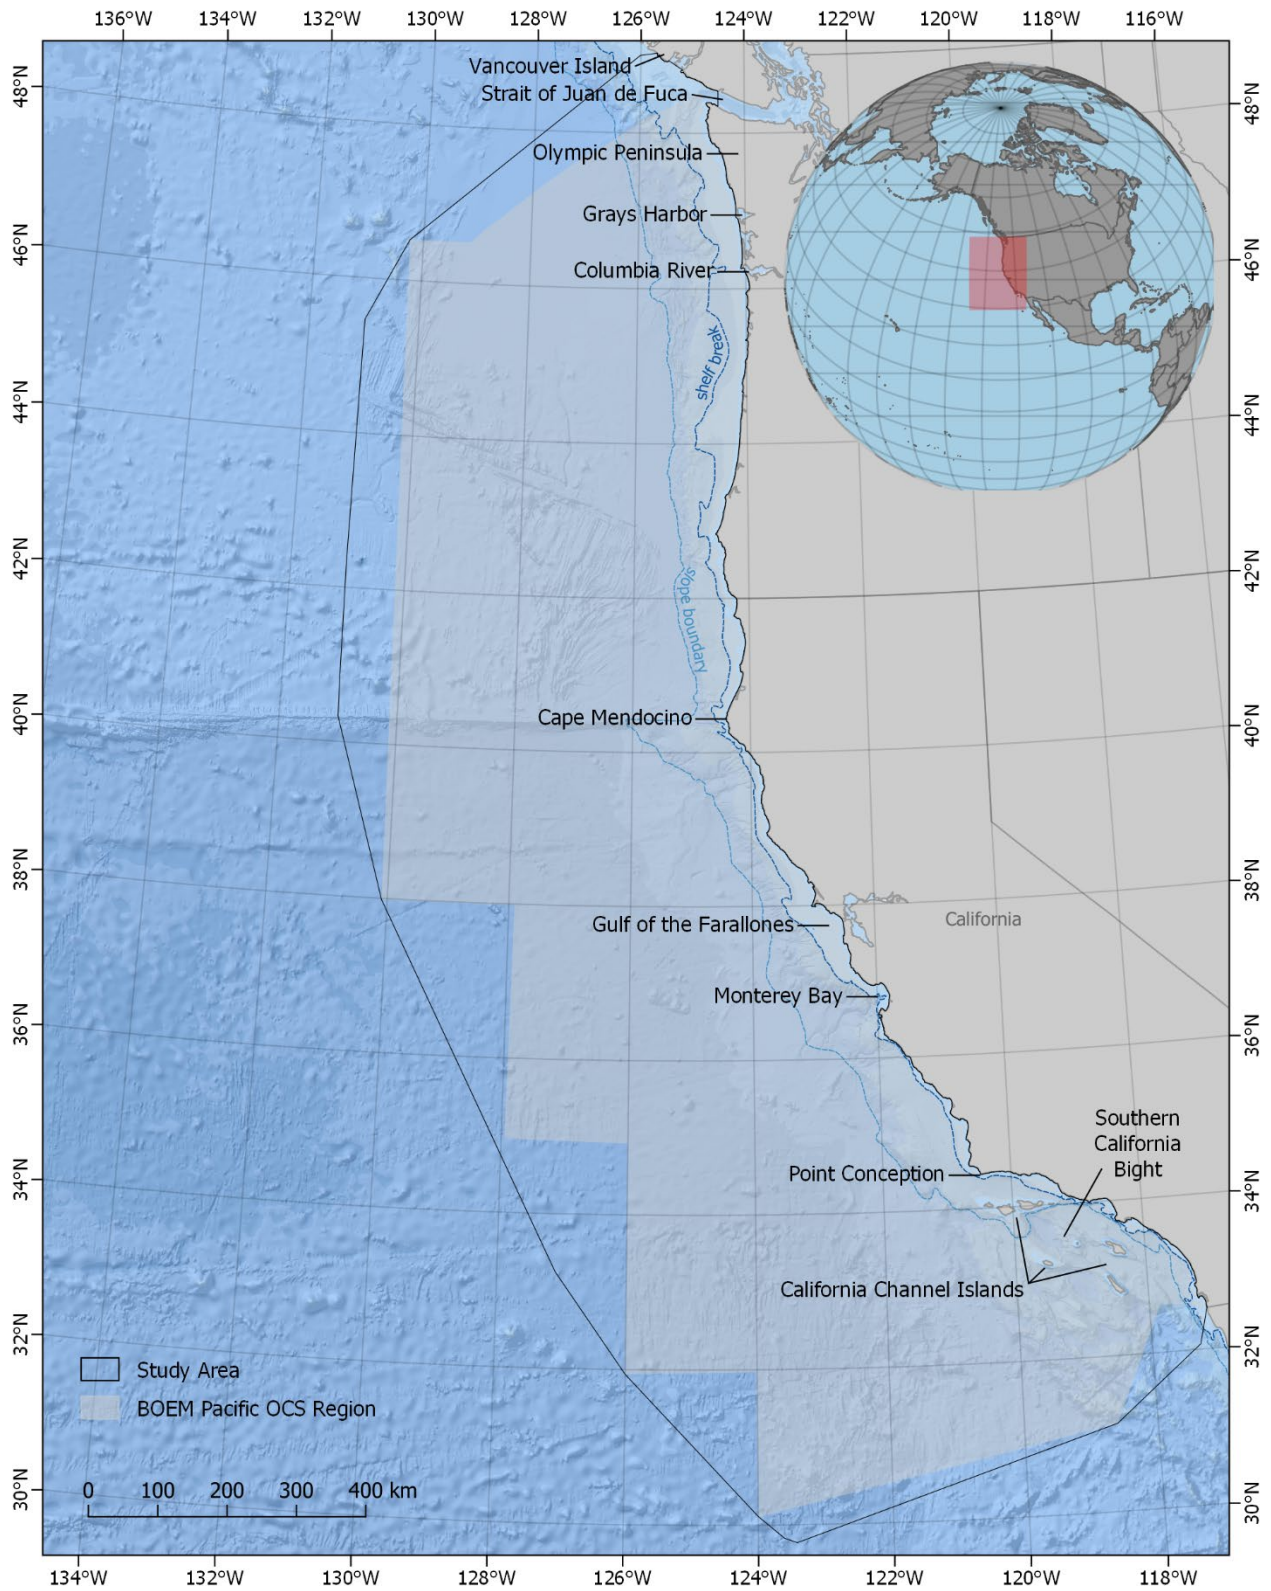 136°W 134°W 132°W 130°W 128°W 126°W 124°W 122°W 120°W 118°W 116°W
Vancouver Island
48°N
Strait of Juan de Fuca
48°N
Olympic Peninsula
Grays Harbor
46°N
46°N
Columbia River
shelf break
44°N
44°N
42°N
42°N
slope boundary
40°N
Cape Mendocino
40°N
38°N
38°N
California
Gulf of the Farallones
Monterey Bay
36°N
36°N
Southern
California
Bight
Point Conception
34°N
34°N
California Channel Islands
32°N
32°N
Study Area
BOEM Pacific OCS Region
30°N
0 100 200 300 400 km
30°N
134°W 132°W 130°W 128°W 126°W 124°W 122°W 120°W 118°W